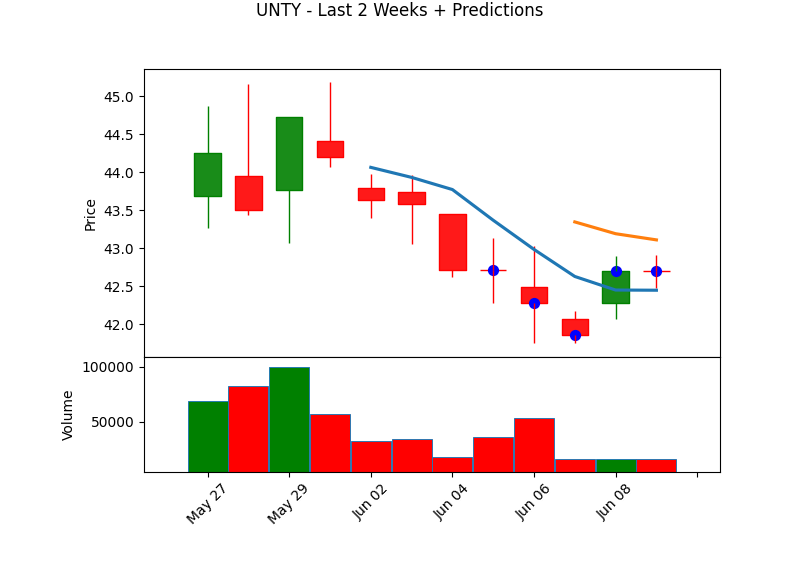 UNTY - Last 2 Weeks + Predictions
Price
45.0
44.5
44.0
43.5
43.0
42.5
42.0
Volume
100000
50000
May 27
May 29
Jun 02
Jun 04
Jun 06
Jun 08